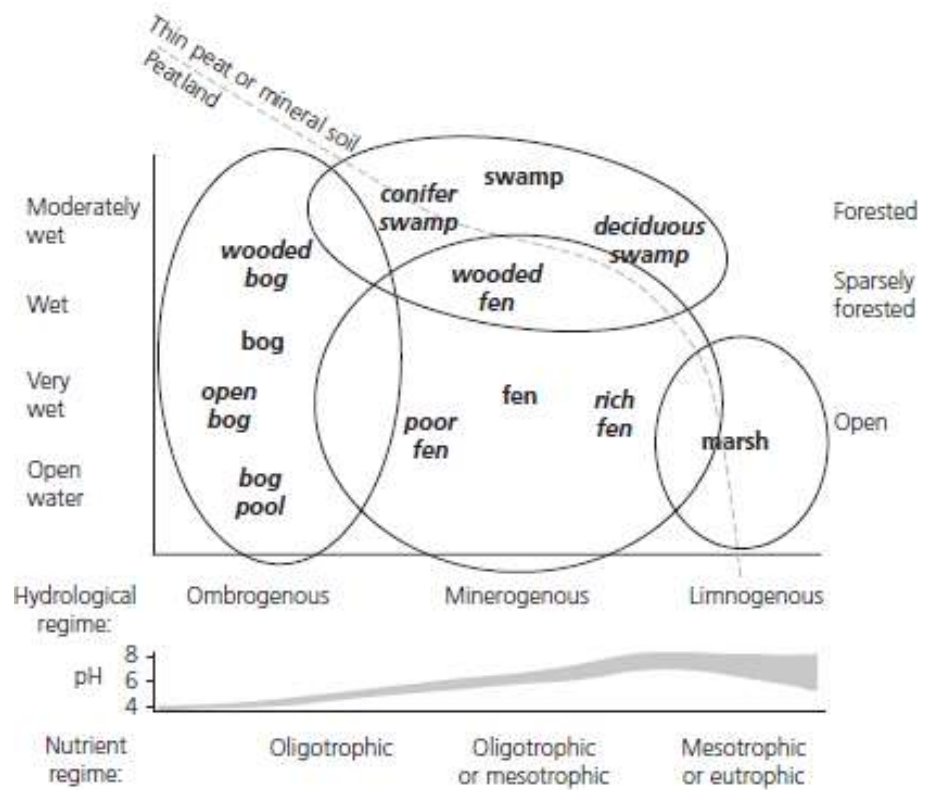 Thin peat or mineral soil
Peatland
Moderately
wet
Wet
Very
wet
Open
water
swamp
conifer
swamp
deciduous
swamp
wooded
bog
wooded
fen
bog
open
bog
fen
poor
fen
rich
fen
marsh
bog
pool
Forested
Sparsely
forested
Open
Hydrological
regime:
Ombrogenous
Minerogenous
Limnogenous
pH
8
6
4
Nutrient
regime:
Oligotrophic
Oligotrophic
or mesotrophic
Mesotrophic
or eutrophic